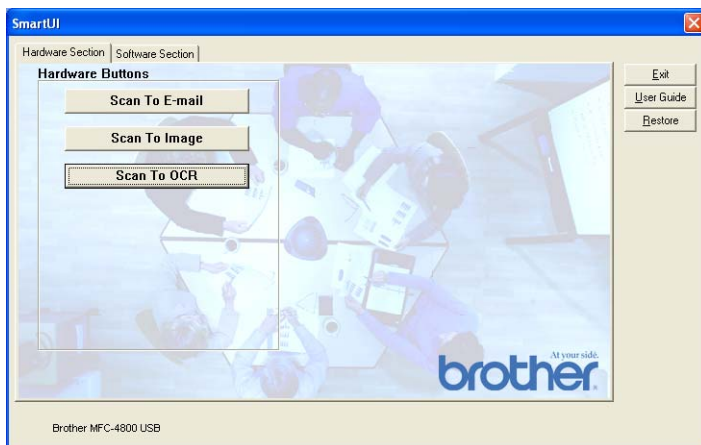 SmartUI
Hardware Section Software Section
Hardware Buttons
Exit
Scan To E-mail
User Guide
Restore
Scan To Image
Scan To OCR
At your side.
brother
Brother MFC-4800 USB